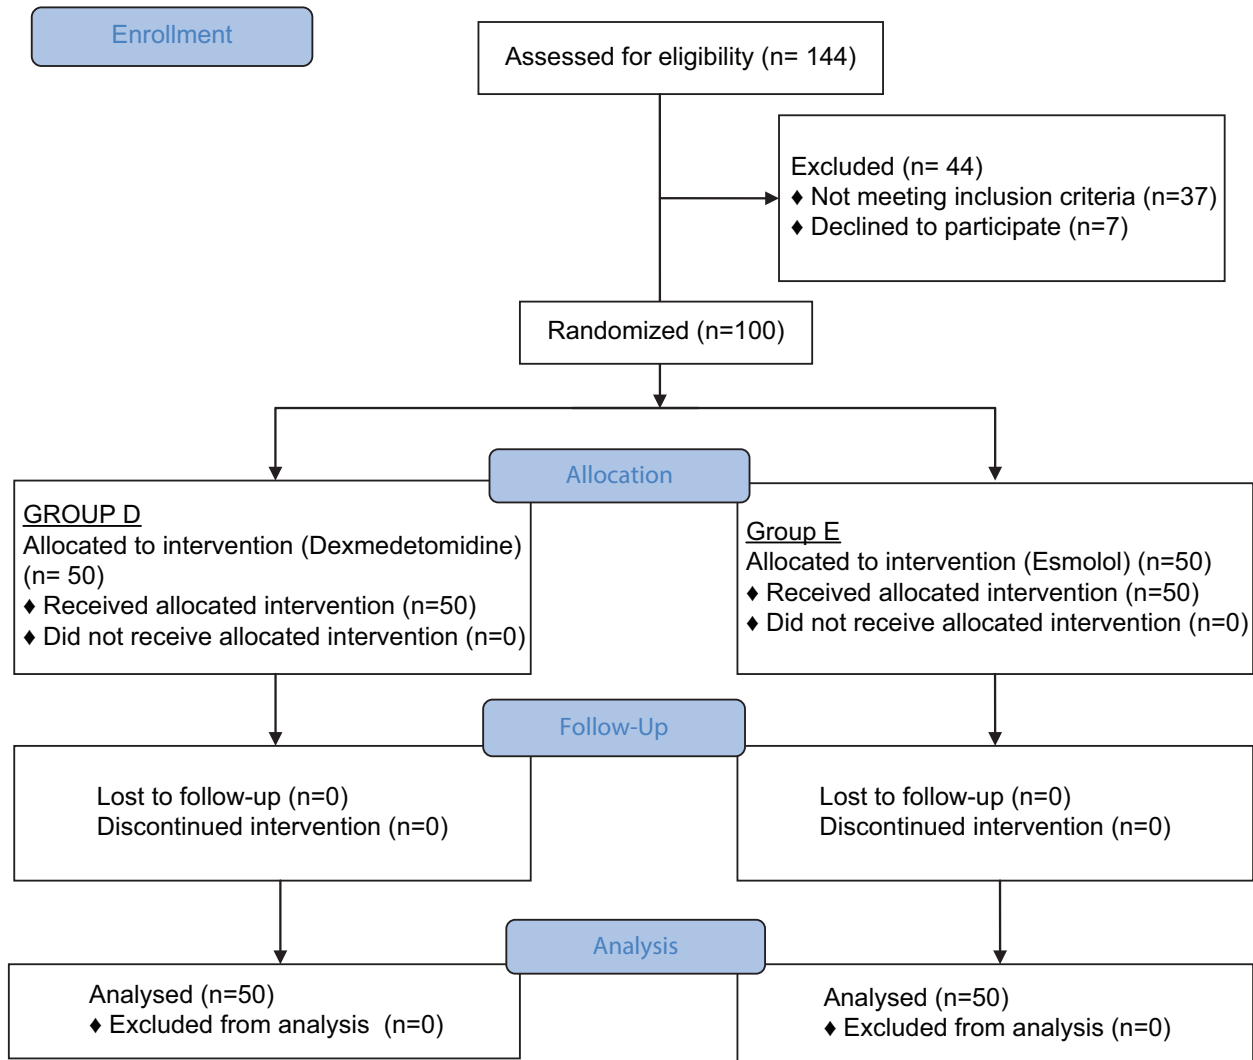 Enrollment
Assessed for eligibility (n= 144)
Excluded (n= 44)
♦ Not meeting inclusion criteria (n=37)
♦ Declined to participate (n=7)
Randomized (n=100)
Allocation
GROUP D
Allocated to intervention (Dexmedetomidine)
(n= 50)
♦ Received allocated intervention (n=50)
♦ Did not receive allocated intervention (n=0)
Group E
Allocated to intervention (Esmolol) (n=50)
♦ Received allocated intervention (n=50)
♦ Did not receive allocated intervention (n=0)
Follow-Up
Lost to follow-up (n=0)
Discontinued intervention (n=0)
Lost to follow-up (n=0)
Discontinued intervention (n=0)
Analysis
Analysed (n=50)
♦ Excluded from analysis  (n=0)
Analysed (n=50)
♦ Excluded from analysis (n=0)